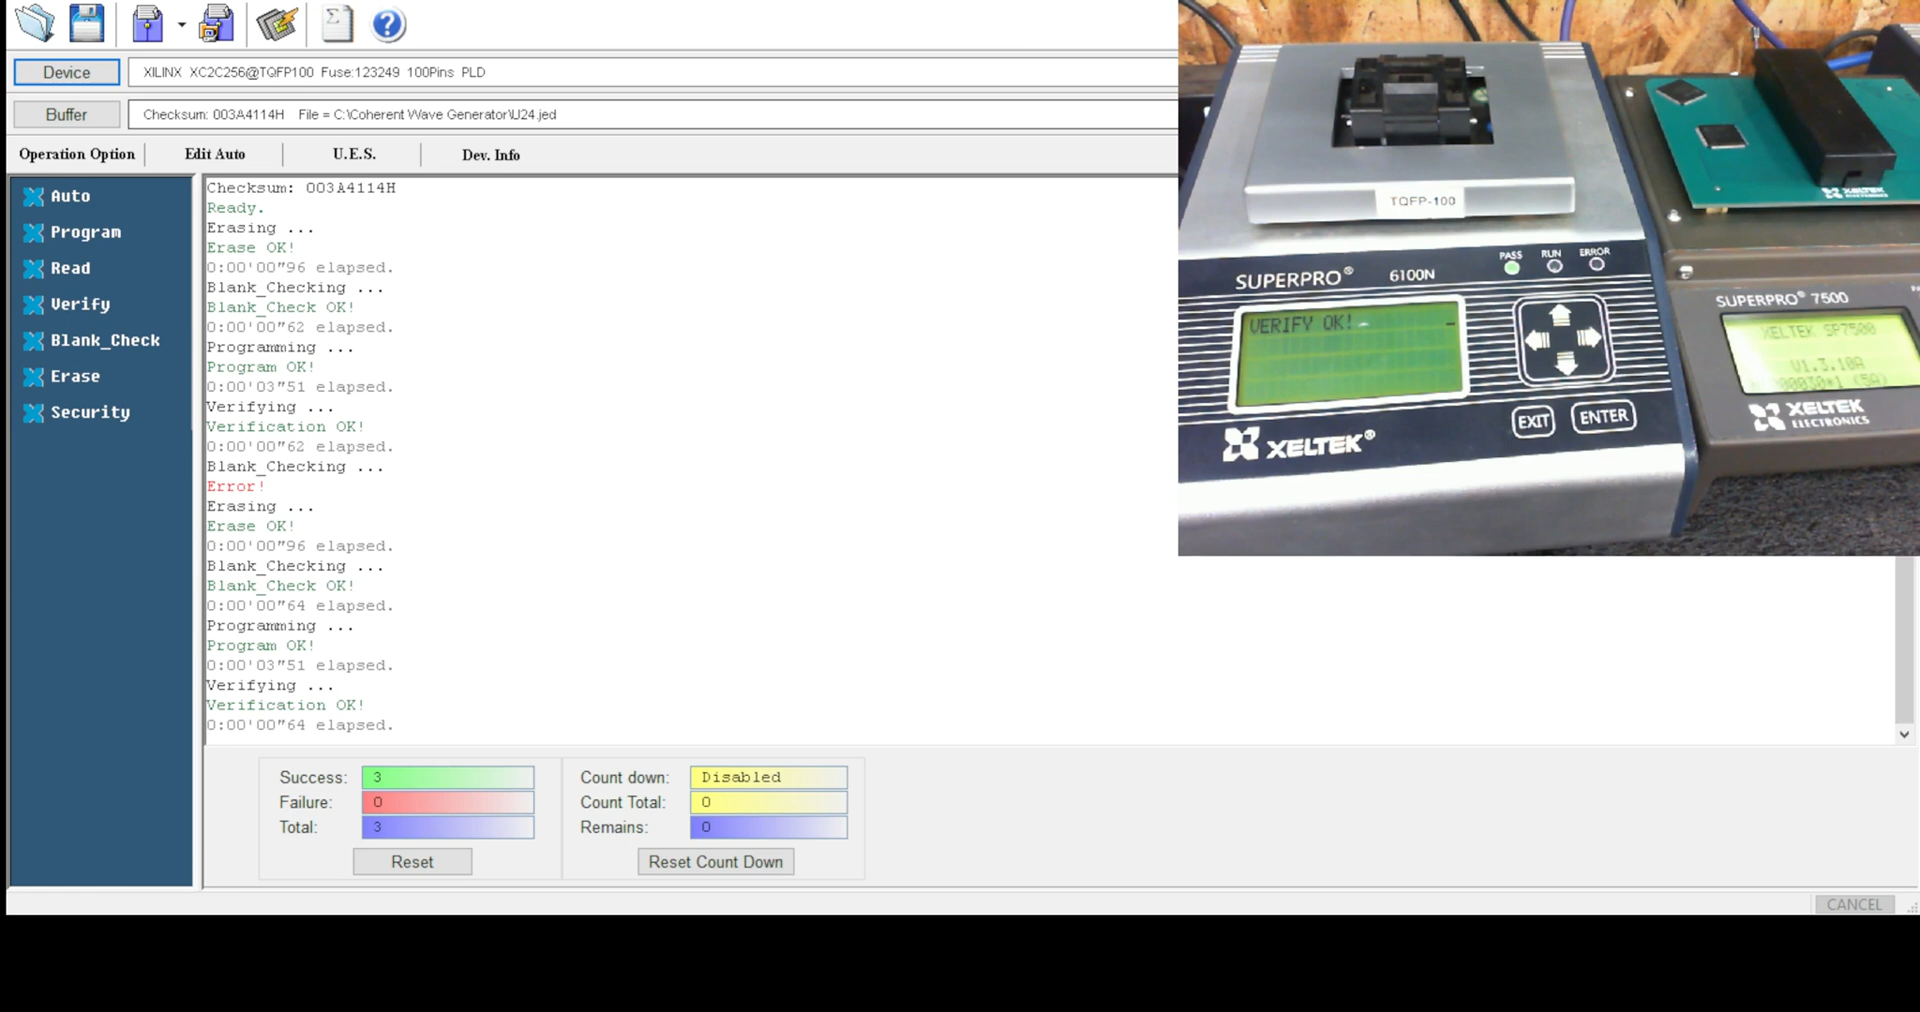 Device
XILINX XC2C256@TQFP100 Fuse:123249 100Pins PLD
Buffer
Checksum: 003A4114H File = C:\Coherent Wave Generator\U24.jed
Operation Option
Edit Auto
U.E.S.
Dev. Info
Auto
Program
Read
Verify
Blank_Check
Erase
Security
Checksum: 003A4114H
Ready.
Erasing ...
Erase OK!
0:00'00"96 elapsed.
Blank_Checking ...
Blank_Check OK!
0:00'00"62 elapsed.
Programming ...
Program OK!
0:00'03"51 elapsed.
Verifying ...
Verification OK!
0:00'00"62 elapsed.
Blank_Checking ...
Error!
Erasing ...
Erase OK!
0:00'00"96 elapsed.
Blank_Checking ...
Blank_Check OK!
0:00'00"64 elapsed.
Programming ...
Program OK!
0:00'03"51 elapsed.
Verifying ...
Verification OK!
0:00'00"64 elapsed.
Success: 3
Failure: 0
Total: 3
Reset
Count down: Disabled
Count Total: 0
Remains: 0
Reset Count Down
CANCEL
TQFP-100
PASS RUN ERROR
SUPERPRO® 6100N
VERIFY OK!
EXIT ENTER
XELTEK®
XELTEK
SUPERPRO® 7500
XELTEK SP7500
V1.3.10A
XELTEK
ELECTRONICS